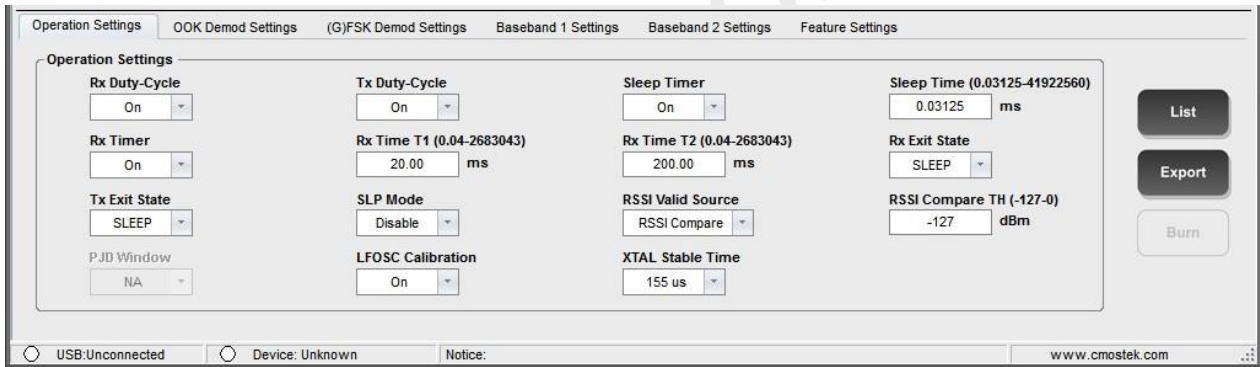 Operation Settings OOK Demod Settings (G)FSK Demod Settings Baseband 1 Settings Baseband 2 Settings Feature Settings
Operation Settings
Rx Duty-Cycle Tx Duty-Cycle Sleep Timer Sleep Time (0.03125-41922560)
On On On 0.03125 ms
List
Rx Timer Rx Time T1 (0.04-2683043) Rx Time T2 (0.04-2683043) Rx Exit State
On 20.00 ms 200.00 ms SLEEP
Export
Tx Exit State SLP Mode RSSI Valid Source RSSI Compare TH (-127-0)
SLEEP Disable RSSI Compare -127 dBm
Burn
PJD Window LFOSC Calibration XTAL Stable Time
NA On 155 us
USB:Unconnected Device: Unknown Notice: www.cmostek.com